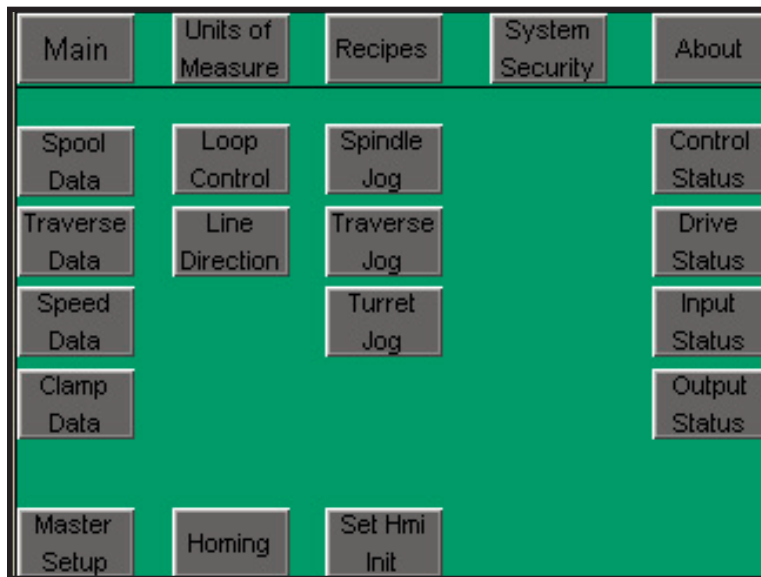 Main
Units of
Measure
Recipes
System
Security
About
Spool
Data
Loop
Control
Spindle
Jog
Control
Status
Traverse
Data
Line
Direction
Traverse
Jog
Drive
Status
Speed
Data
Turret
Jog
Input
Status
Clamp
Data
Output
Status
Master
Setup
Homing
Set Hmi
Init